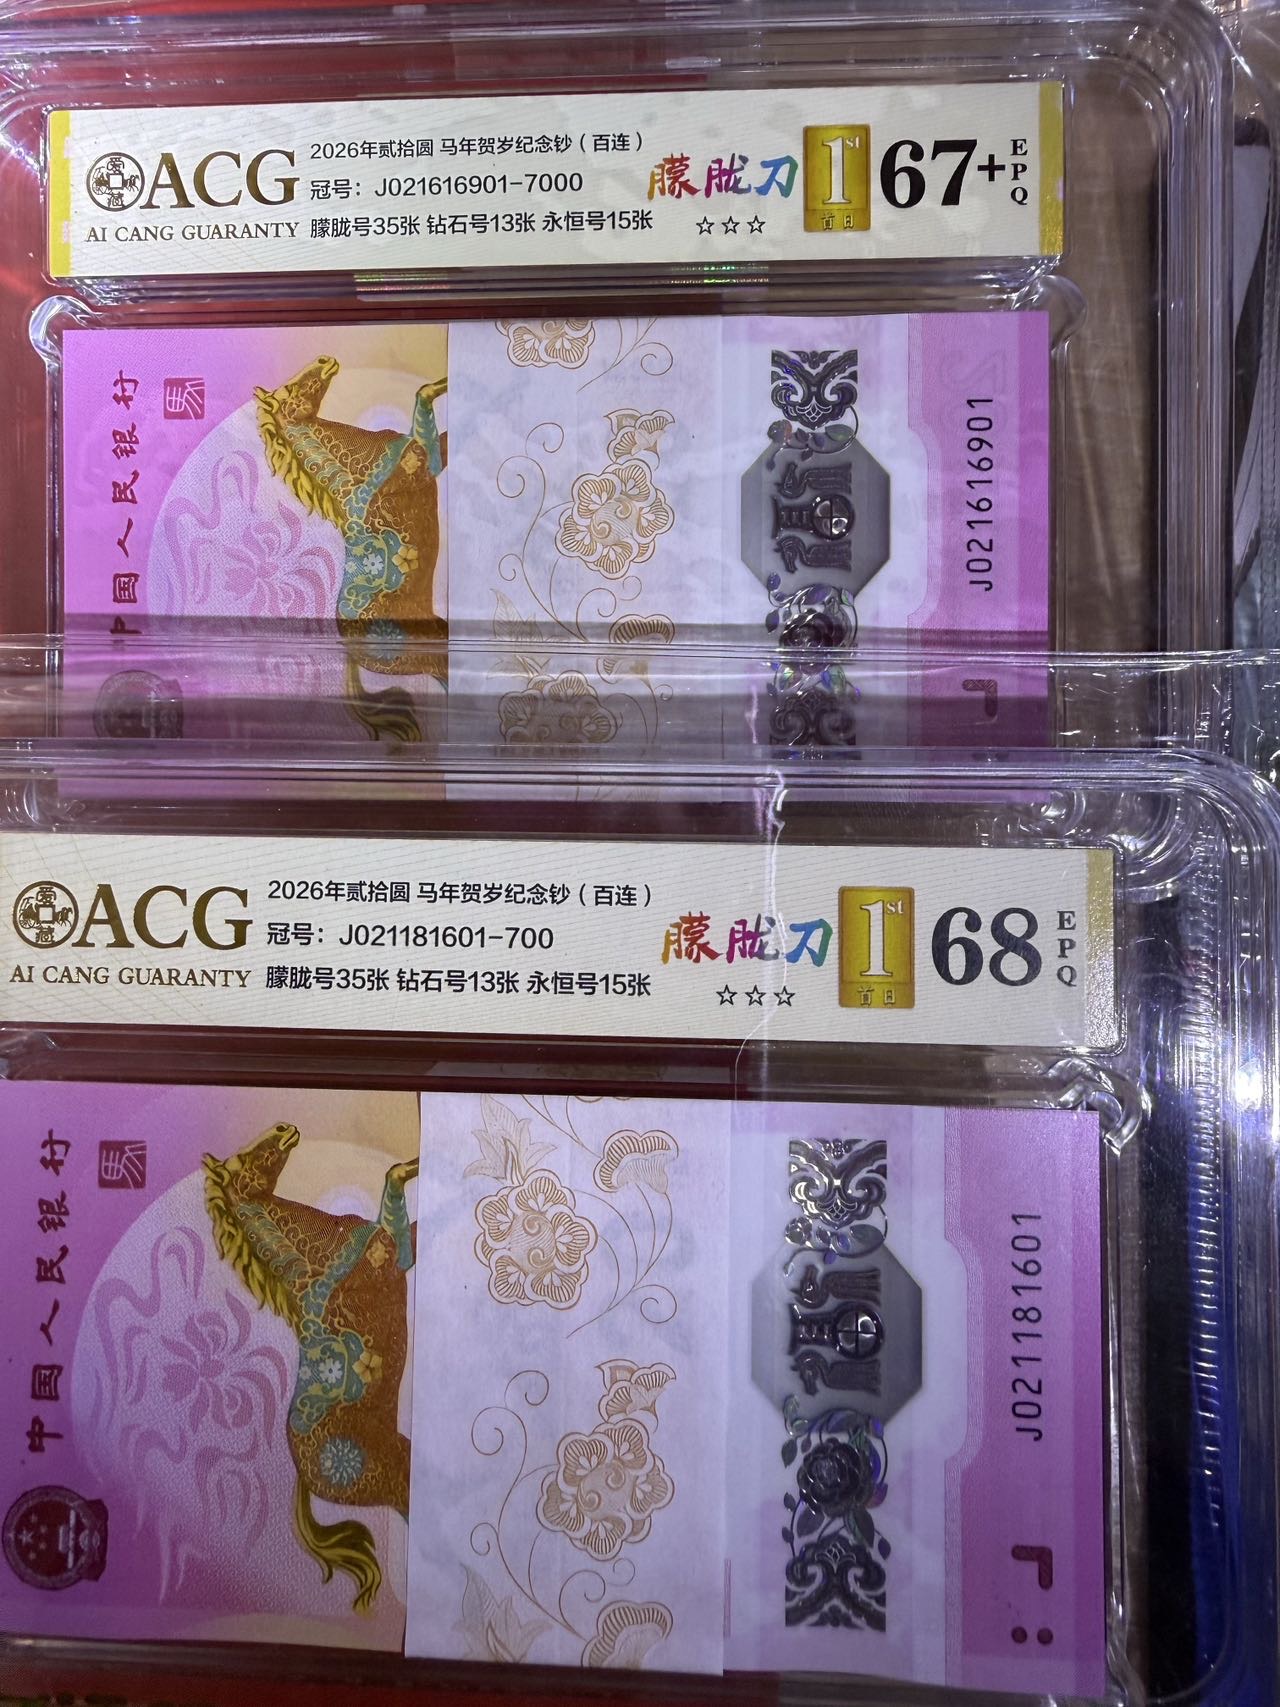 ACG
AI CANG GUARANTY
2026年贰拾圆 马年贺岁纪念钞（百连）
冠号：J021616901-7000
朦胧号35张 钻石号13张 永恒号15张
朦胧刀
☆☆☆
1st
首日
67+
EPQ
中国人民银行
J021616901
ACG
AI CANG GUARANTY
2026年贰拾圆 马年贺岁纪念钞（百连）
冠号：J021181601-700
朦胧号35张 钻石号13张 永恒号15张
朦胧刀
☆☆☆
1st
首日
68
EPQ
中国人民银行
J021181601